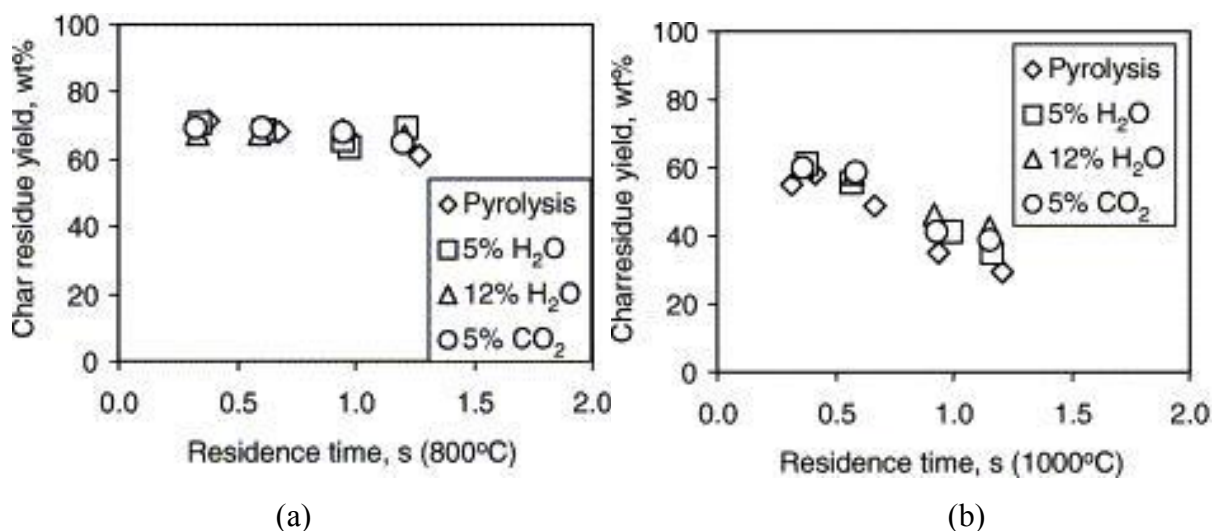 Char residue yield, wt%
100
80
60
40
20
0
0.0 0.5 1.0 1.5 2.0
Residence time, s (800ºC)
Pyrolysis
5% H₂O
12% H₂O
5% CO₂
(a)
Charresidue yield, wt%
100
80
60
40
20
0
0.0 0.5 1.0 1.5 2.0
Residence time, s (1000ºC)
Pyrolysis
5% H₂O
12% H₂O
5% CO₂
(b)